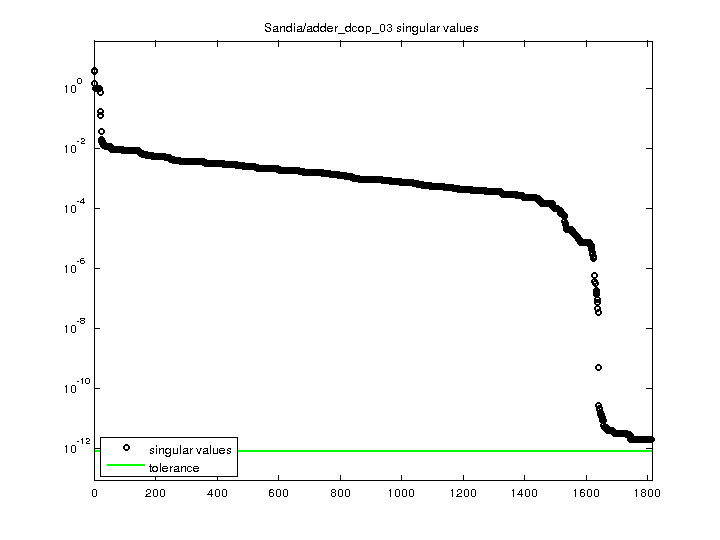 Sandia/adder_dcop_03 singular values
10^0
10^-2
10^-4
10^-6
10^-8
10^-10
10^-12
singular values
tolerance
0 200 400 600 800 1000 1200 1400 1600 1800